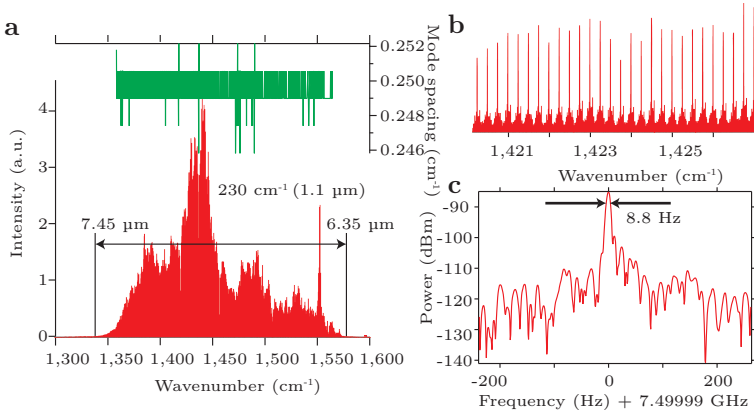 a
0.252
0.250
0.248
0.246
Mode spacing (cm⁻¹)
4
3
2
1
0
Intensity (a.u.)
230 cm⁻¹ (1.1 µm)
7.45 µm
6.35 µm
1,300
1,350
1,400
1,450
1,500
1,550
1,600
Wavenumber (cm⁻¹)
b
1,421
1,423
1,425
Wavenumber (cm⁻¹)
c
-90
-100
-110
-120
-130
-140
Power (dBm)
8.8 Hz
-200
0
200
Frequency (Hz) + 7.49999 GHz